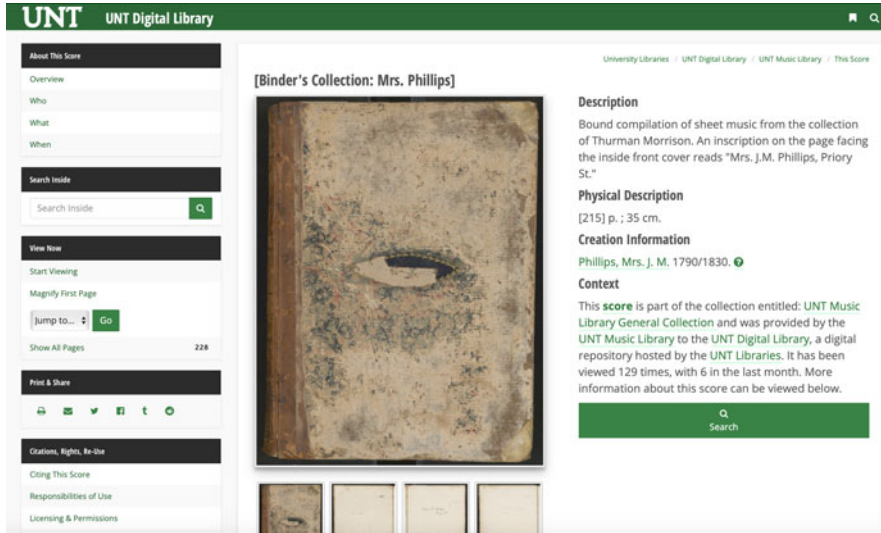 UNT UNT Digital Library
About This Score
Overview
Who
What
When
Search Inside
Search Inside
View Now
Start Viewing
Magnify First Page
Jump to... Go
Show All Pages 228
Print & Share
Citations, Rights, Re-Use
Citing This Score
Responsibilities of Use
Licensing & Permissions
University Libraries / UNT Digital Library / UNT Music Library / This Score
[Binder's Collection: Mrs. Phillips]
Description
Bound compilation of sheet music from the collection
of Thurman Morrison. An inscription on the page facing
the inside front cover reads "Mrs. J.M. Phillips, Priory
St."
Physical Description
[215] p. ; 35 cm.
Creation Information
Phillips, Mrs. J. M. 1790/1830.
Context
This score is part of the collection entitled: UNT Music
Library General Collection and was provided by the
UNT Music Library to the UNT Digital Library, a digital
repository hosted by the UNT Libraries. It has been
viewed 129 times, with 6 in the last month. More
information about this score can be viewed below.
Search